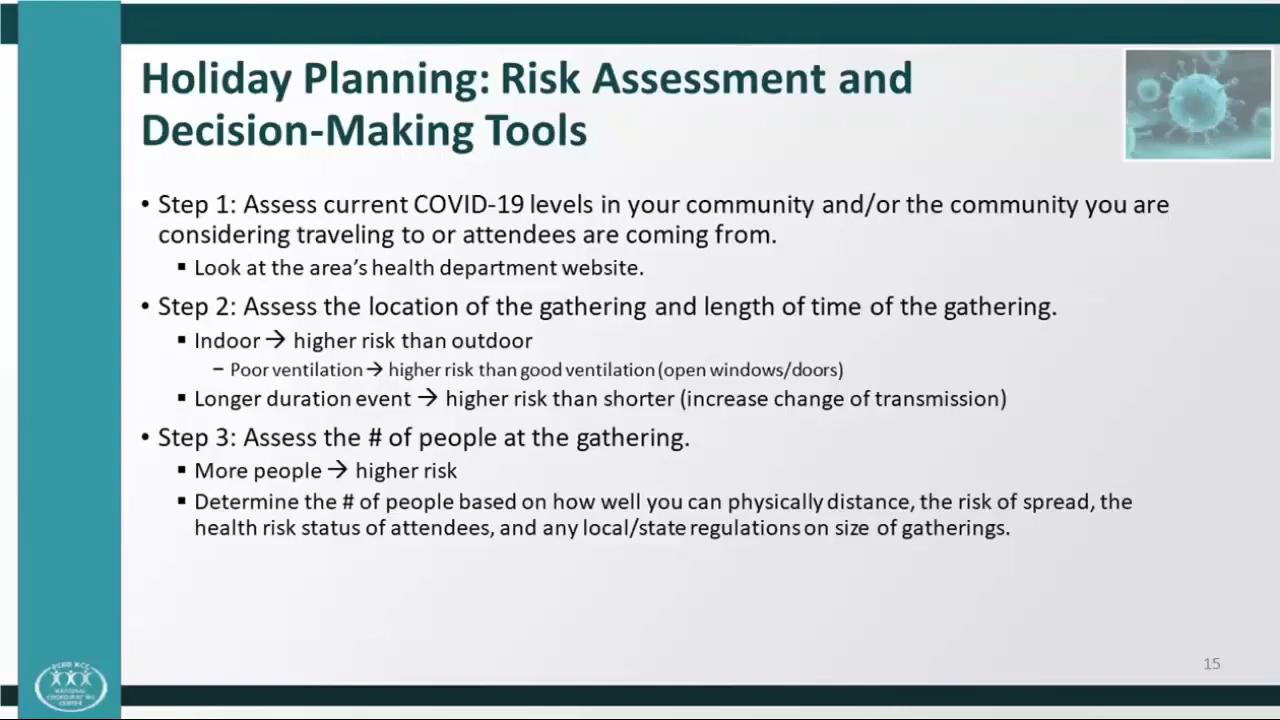 Holiday Planning: Risk Assessment and
Decision-Making Tools
• Step 1: Assess current COVID-19 levels in your community and/or the community you are
considering traveling to or attendees are coming from.
▪ Look at the area's health department website.
• Step 2: Assess the location of the gathering and length of time of the gathering.
▪ Indoor → higher risk than outdoor
– Poor ventilation → higher risk than good ventilation (open windows/doors)
▪ Longer duration event → higher risk than shorter (increase change of transmission)
• Step 3: Assess the # of people at the gathering.
▪ More people → higher risk
▪ Determine the # of people based on how well you can physically distance, the risk of spread, the
health risk status of attendees, and any local/state regulations on size of gatherings.
15
NATIONAL
COORDINATING
CENTER